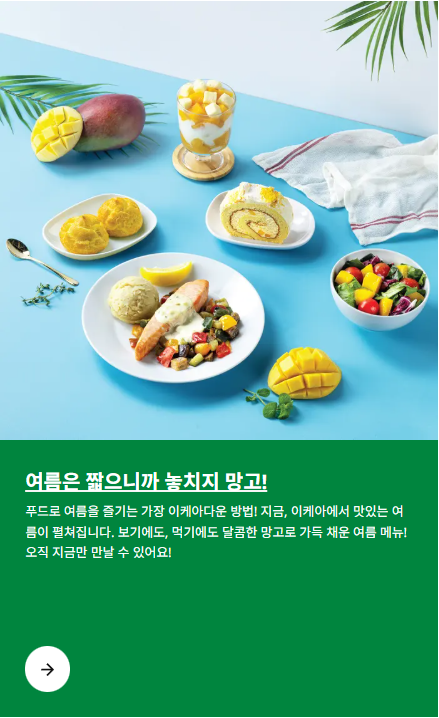 여름은 짧으니까 놓치지 망고!
푸드로 여름을 즐기는 가장 이케아다운 방법! 지금, 이케아에서 맛있는 여
름이 펼쳐집니다. 보기에도, 먹기에도 달콤한 망고로 가득 채운 여름 메뉴!
오직 지금만 만날 수 있어요!